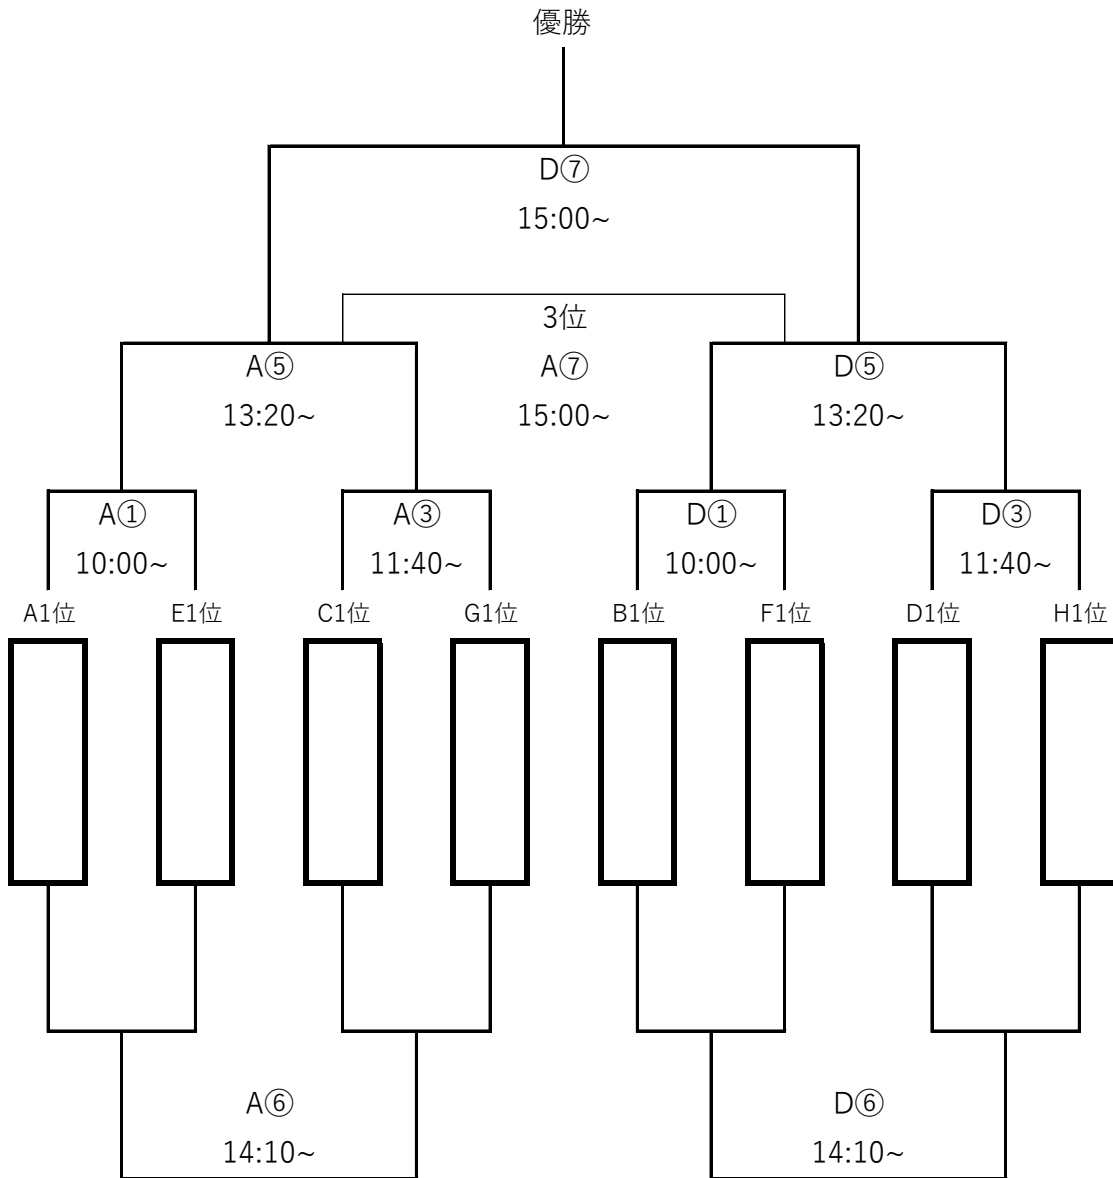 優勝
D⑦
15:00~
3位
A⑤ A⑦ D⑤
13:20~ 15:00~ 13:20~
A① A③ D① D③
10:00~ 11:40~ 10:00~ 11:40~
A1位 E1位 C1位 G1位 B1位 F1位 D1位 H1位
A⑥ D⑥
14:10~ 14:10~